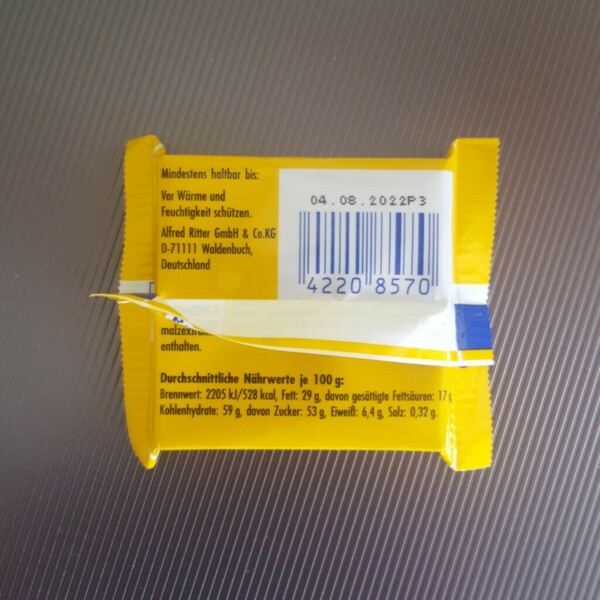 Mindestens haltbar bis:
04.08.2022P3
Vor Wärme und
Feuchtigkeit schützen.
Alfred Ritter GmbH & Co.KG
D-71111 Waldenbuch,
Deutschland
4220 8570
enthalten.
Durchschnittliche Nährwerte je 100 g:
Brennwert: 2205 kJ/528 kcal, Fett: 29 g, davon gesättigte Fettsäuren: 17 g
Kohlenhydrate: 59 g, davon Zucker: 53 g, Eiweiß: 6,4 g, Salz: 0,32 g.